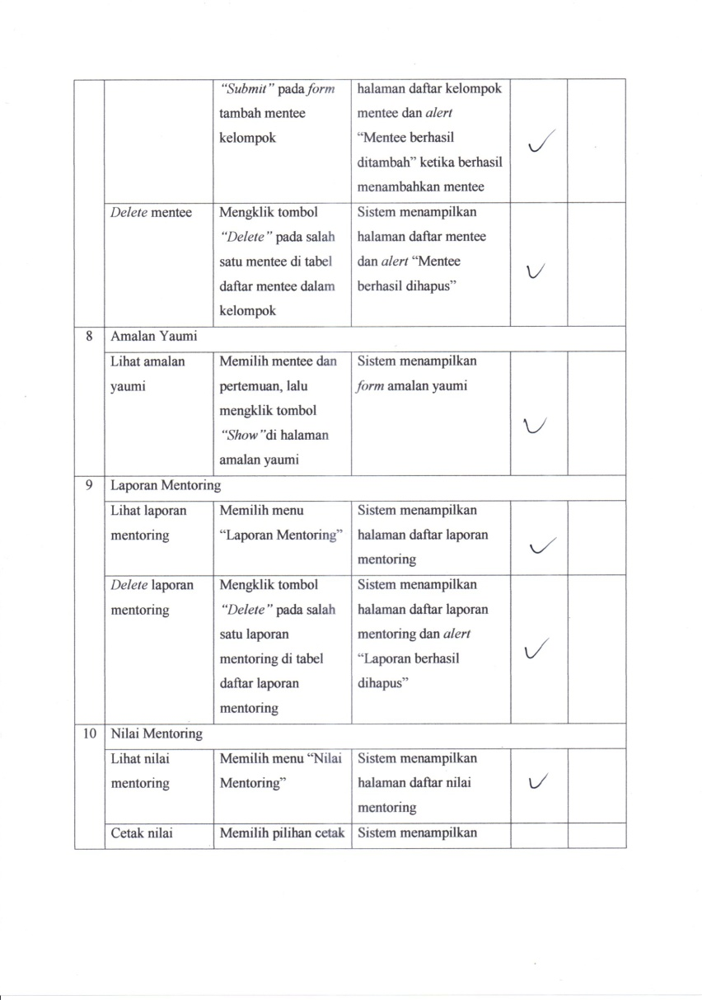 "Submit" pada form
tambah mentee
kelompok
halaman daftar kelompok
mentee dan alert
"Mentee berhasil
ditambah" ketika berhasil
menambahkan mentee
✓
Delete mentee
Mengklik tombol
"Delete" pada salah
satu mentee di tabel
daftar mentee dalam
kelompok
Sistem menampilkan
halaman daftar mentee
dan alert "Mentee
berhasil dihapus"
✓
8 Amalan Yaumi
Lihat amalan
yaumi
Memilih mentee dan
pertemuan, lalu
mengklik tombol
"Show"di halaman
amalan yaumi
Sistem menampilkan
form amalan yaumi
✓
9 Laporan Mentoring
Lihat laporan
mentoring
Memilih menu
"Laporan Mentoring"
Sistem menampilkan
halaman daftar laporan
mentoring
✓
Delete laporan
mentoring
Mengklik tombol
"Delete" pada salah
satu laporan
mentoring di tabel
daftar laporan
mentoring
Sistem menampilkan
halaman daftar laporan
mentoring dan alert
"Laporan berhasil
dihapus"
✓
10 Nilai Mentoring
Lihat nilai
mentoring
Memilih menu "Nilai
Mentoring"
Sistem menampilkan
halaman daftar nilai
mentoring
✓
Cetak nilai
Memilih pilihan cetak
Sistem menampilkan